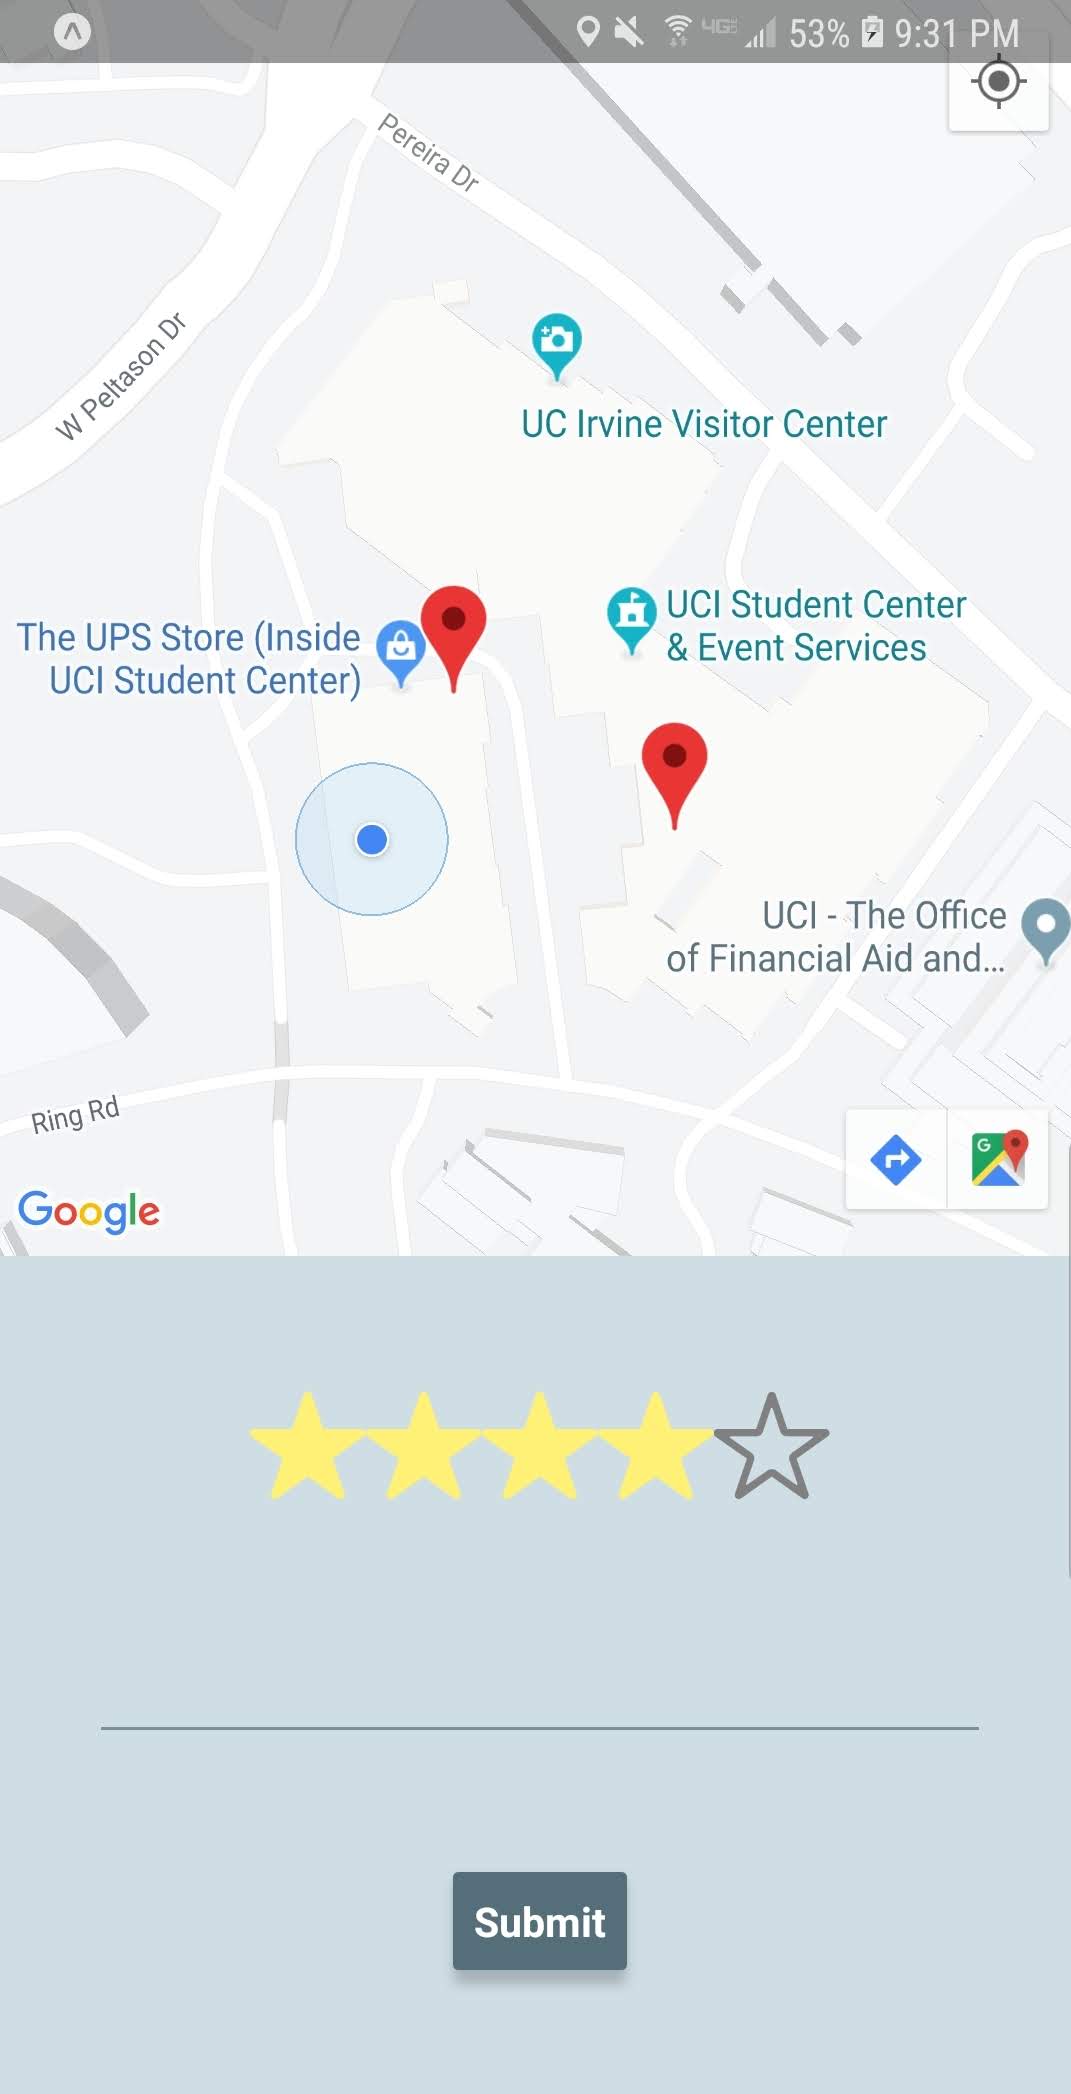 4G 53% 9:31 PM
Pereira Dr
W Peltason Dr
UC Irvine Visitor Center
UCI Student Center
& Event Services
The UPS Store (Inside
UCI Student Center)
UCI - The Office
of Financial Aid and...
Ring Rd
G
Google
Submit